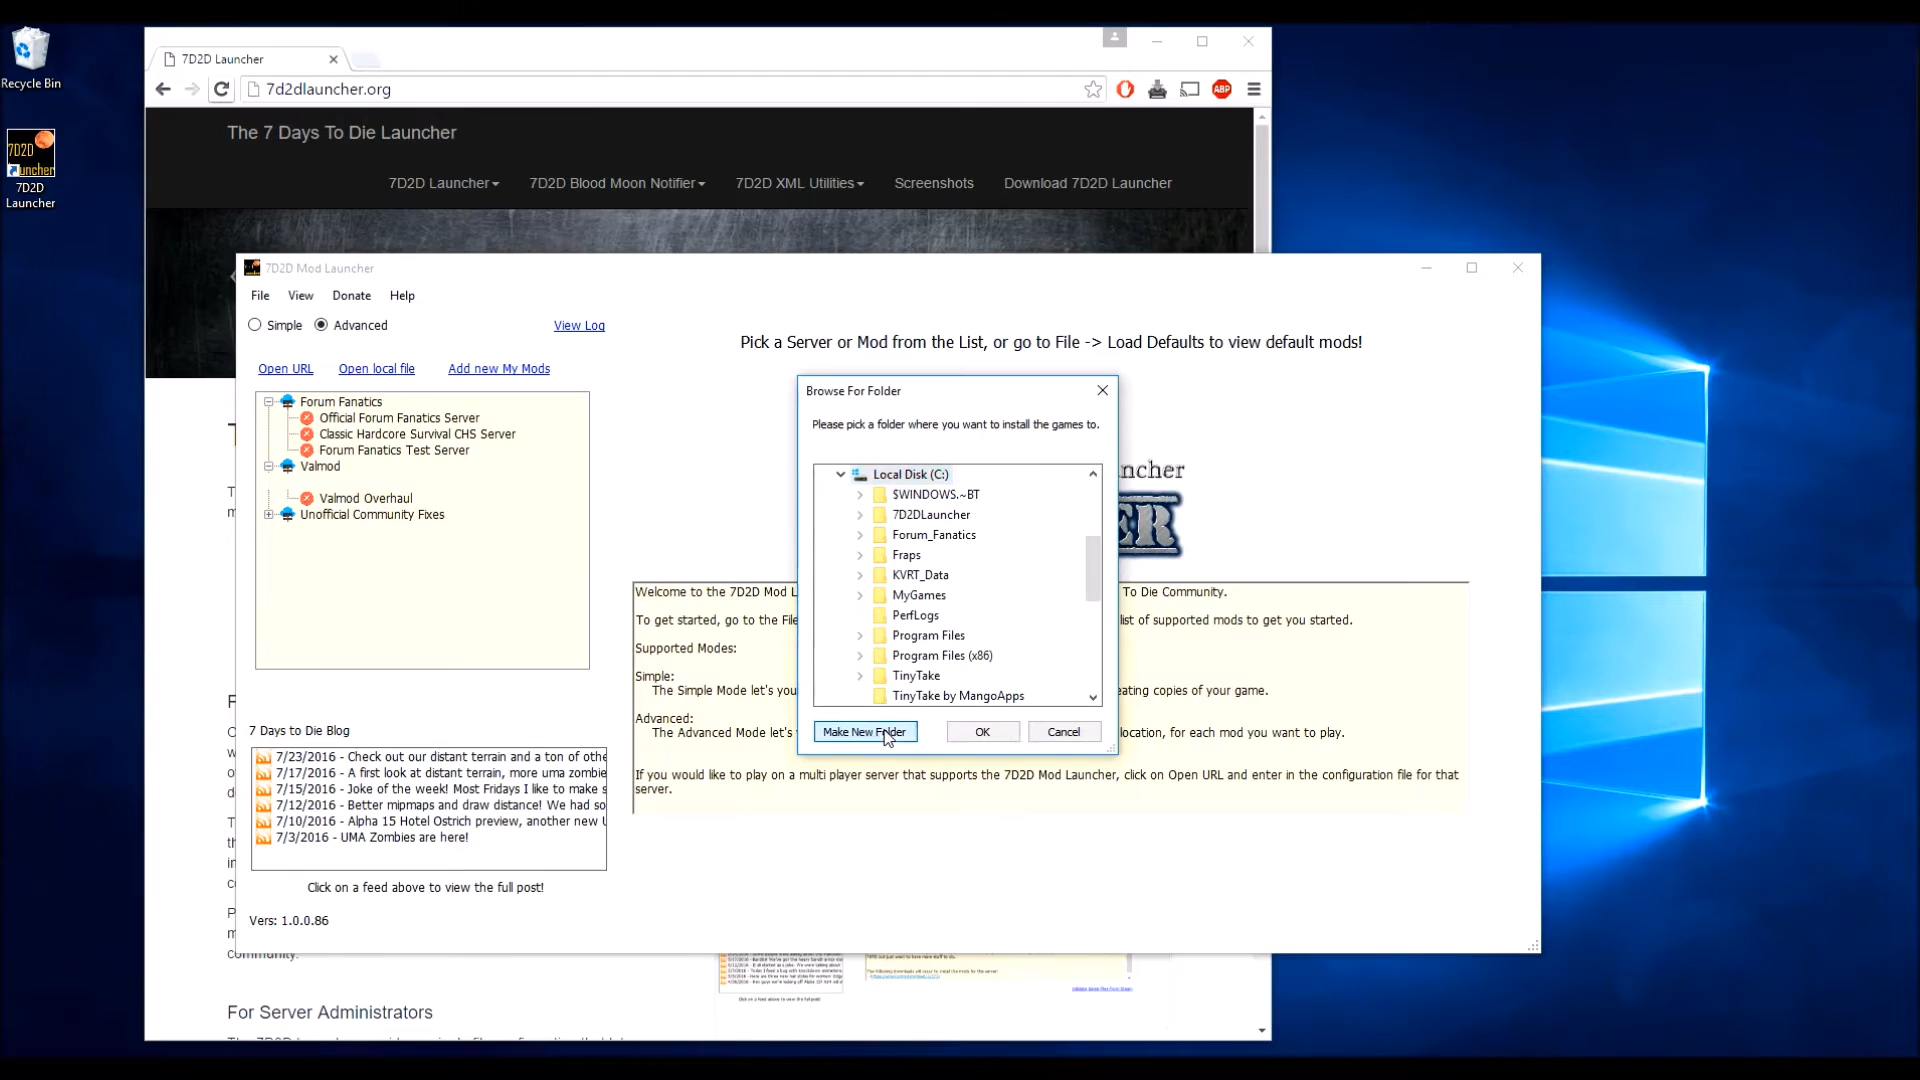 Recycle Bin
7D2D
uncher
7D2D
Launcher
7D2D Launcher
7d2dlauncher.org
ABP
The 7 Days To Die Launcher
7D2D Launcher
7D2D Blood Moon Notifier
7D2D XML Utilities
Screenshots
Download 7D2D Launcher
7D2D Mod Launcher
File View Donate Help
Simple Advanced
View Log
Open URL
Open local file
Add new My Mods
Forum Fanatics
Official Forum Fanatics Server
Classic Hardcore Survival CHS Server
Forum Fanatics Test Server
Valmod
Valmod Overhaul
Unofficial Community Fixes
7 Days to Die Blog
7/23/2016 - Check out our distant terrain and a ton of othe
7/17/2016 - A first look at distant terrain, more uma zombie
7/15/2016 - Joke of the week! Most Fridays I like to make s
7/12/2016 - Better mipmaps and draw distance! We had so
7/10/2016 - Alpha 15 Hotel Ostrich preview, another new U
7/3/2016 - UMA Zombies are here!
Click on a feed above to view the full post!
Vers: 1.0.0.86
Pick a Server or Mod from the List, or go to File -> Load Defaults to view default mods!
Browse For Folder
Please pick a folder where you want to install the games to.
Local Disk (C:)
$WINDOWS.~BT
7D2DLauncher
Forum_Fanatics
Fraps
KVRT_Data
MyGames
PerfLogs
Program Files
Program Files (x86)
TinyTake
TinyTake by MangoApps
Make New Folder
OK
Cancel
ncher
ER
Welcome to the 7D2D Mod L To Die Community.
To get started, go to the File list of supported mods to get you started.
Supported Modes:
Simple:
The Simple Mode let's you eating copies of your game.
Advanced:
The Advanced Mode let's location, for each mod you want to play.
If you would like to play on a multi player server that supports the 7D2D Mod Launcher, click on Open URL and enter in the configuration file for that
server.
community.
For Server Administrators